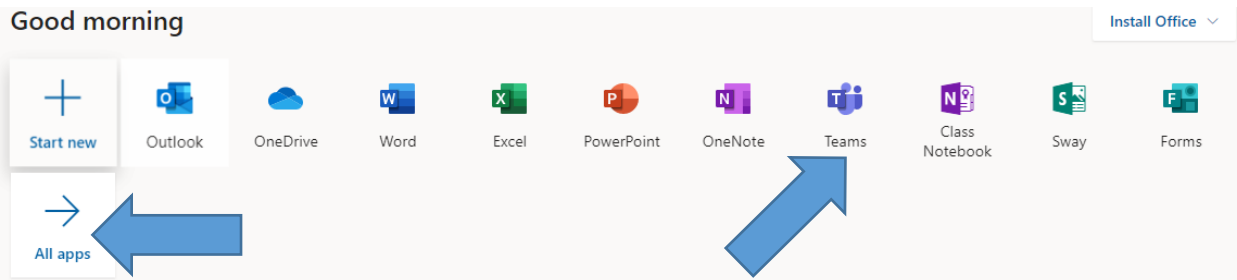 Good morning
Install Office
Start new
Outlook
OneDrive
Word
Excel
PowerPoint
OneNote
Teams
Class
Notebook
Sway
Forms
All apps